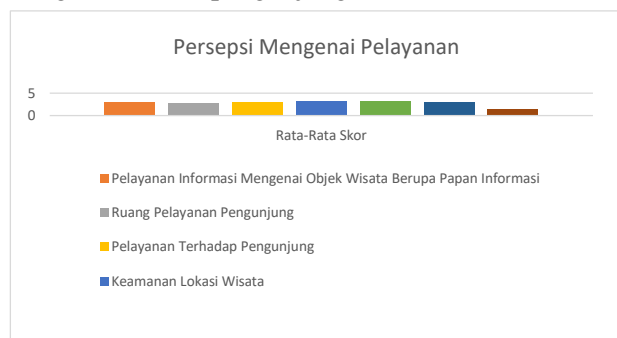 Persepsi Mengenai Pelayanan
5
0
Rata-Rata Skor
Pelayanan Informasi Mengenai Objek Wisata Berupa Papan Informasi
Ruang Pelayanan Pengunjung
Pelayanan Terhadap Pengunjung
Keamanan Lokasi Wisata